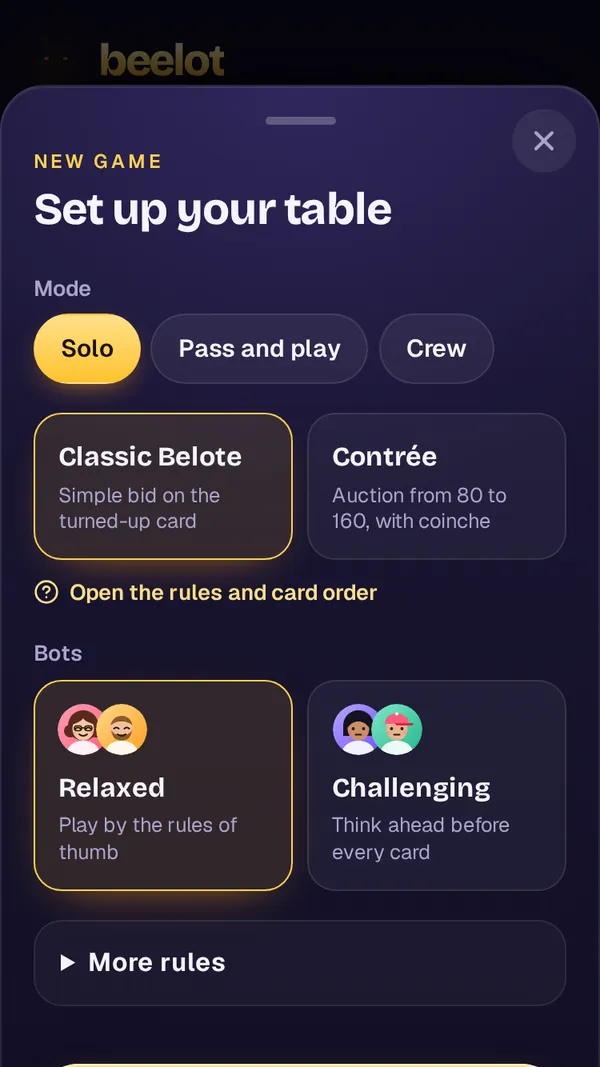 beelot
NEW GAME
Set up your table
Mode
Solo
Pass and play
Crew
Classic Belote
Simple bid on the
turned-up card
Contrée
Auction from 80 to
160, with coinche
Open the rules and card order
Bots
Relaxed
Play by the rules of
thumb
Challenging
Think ahead before
every card
More rules